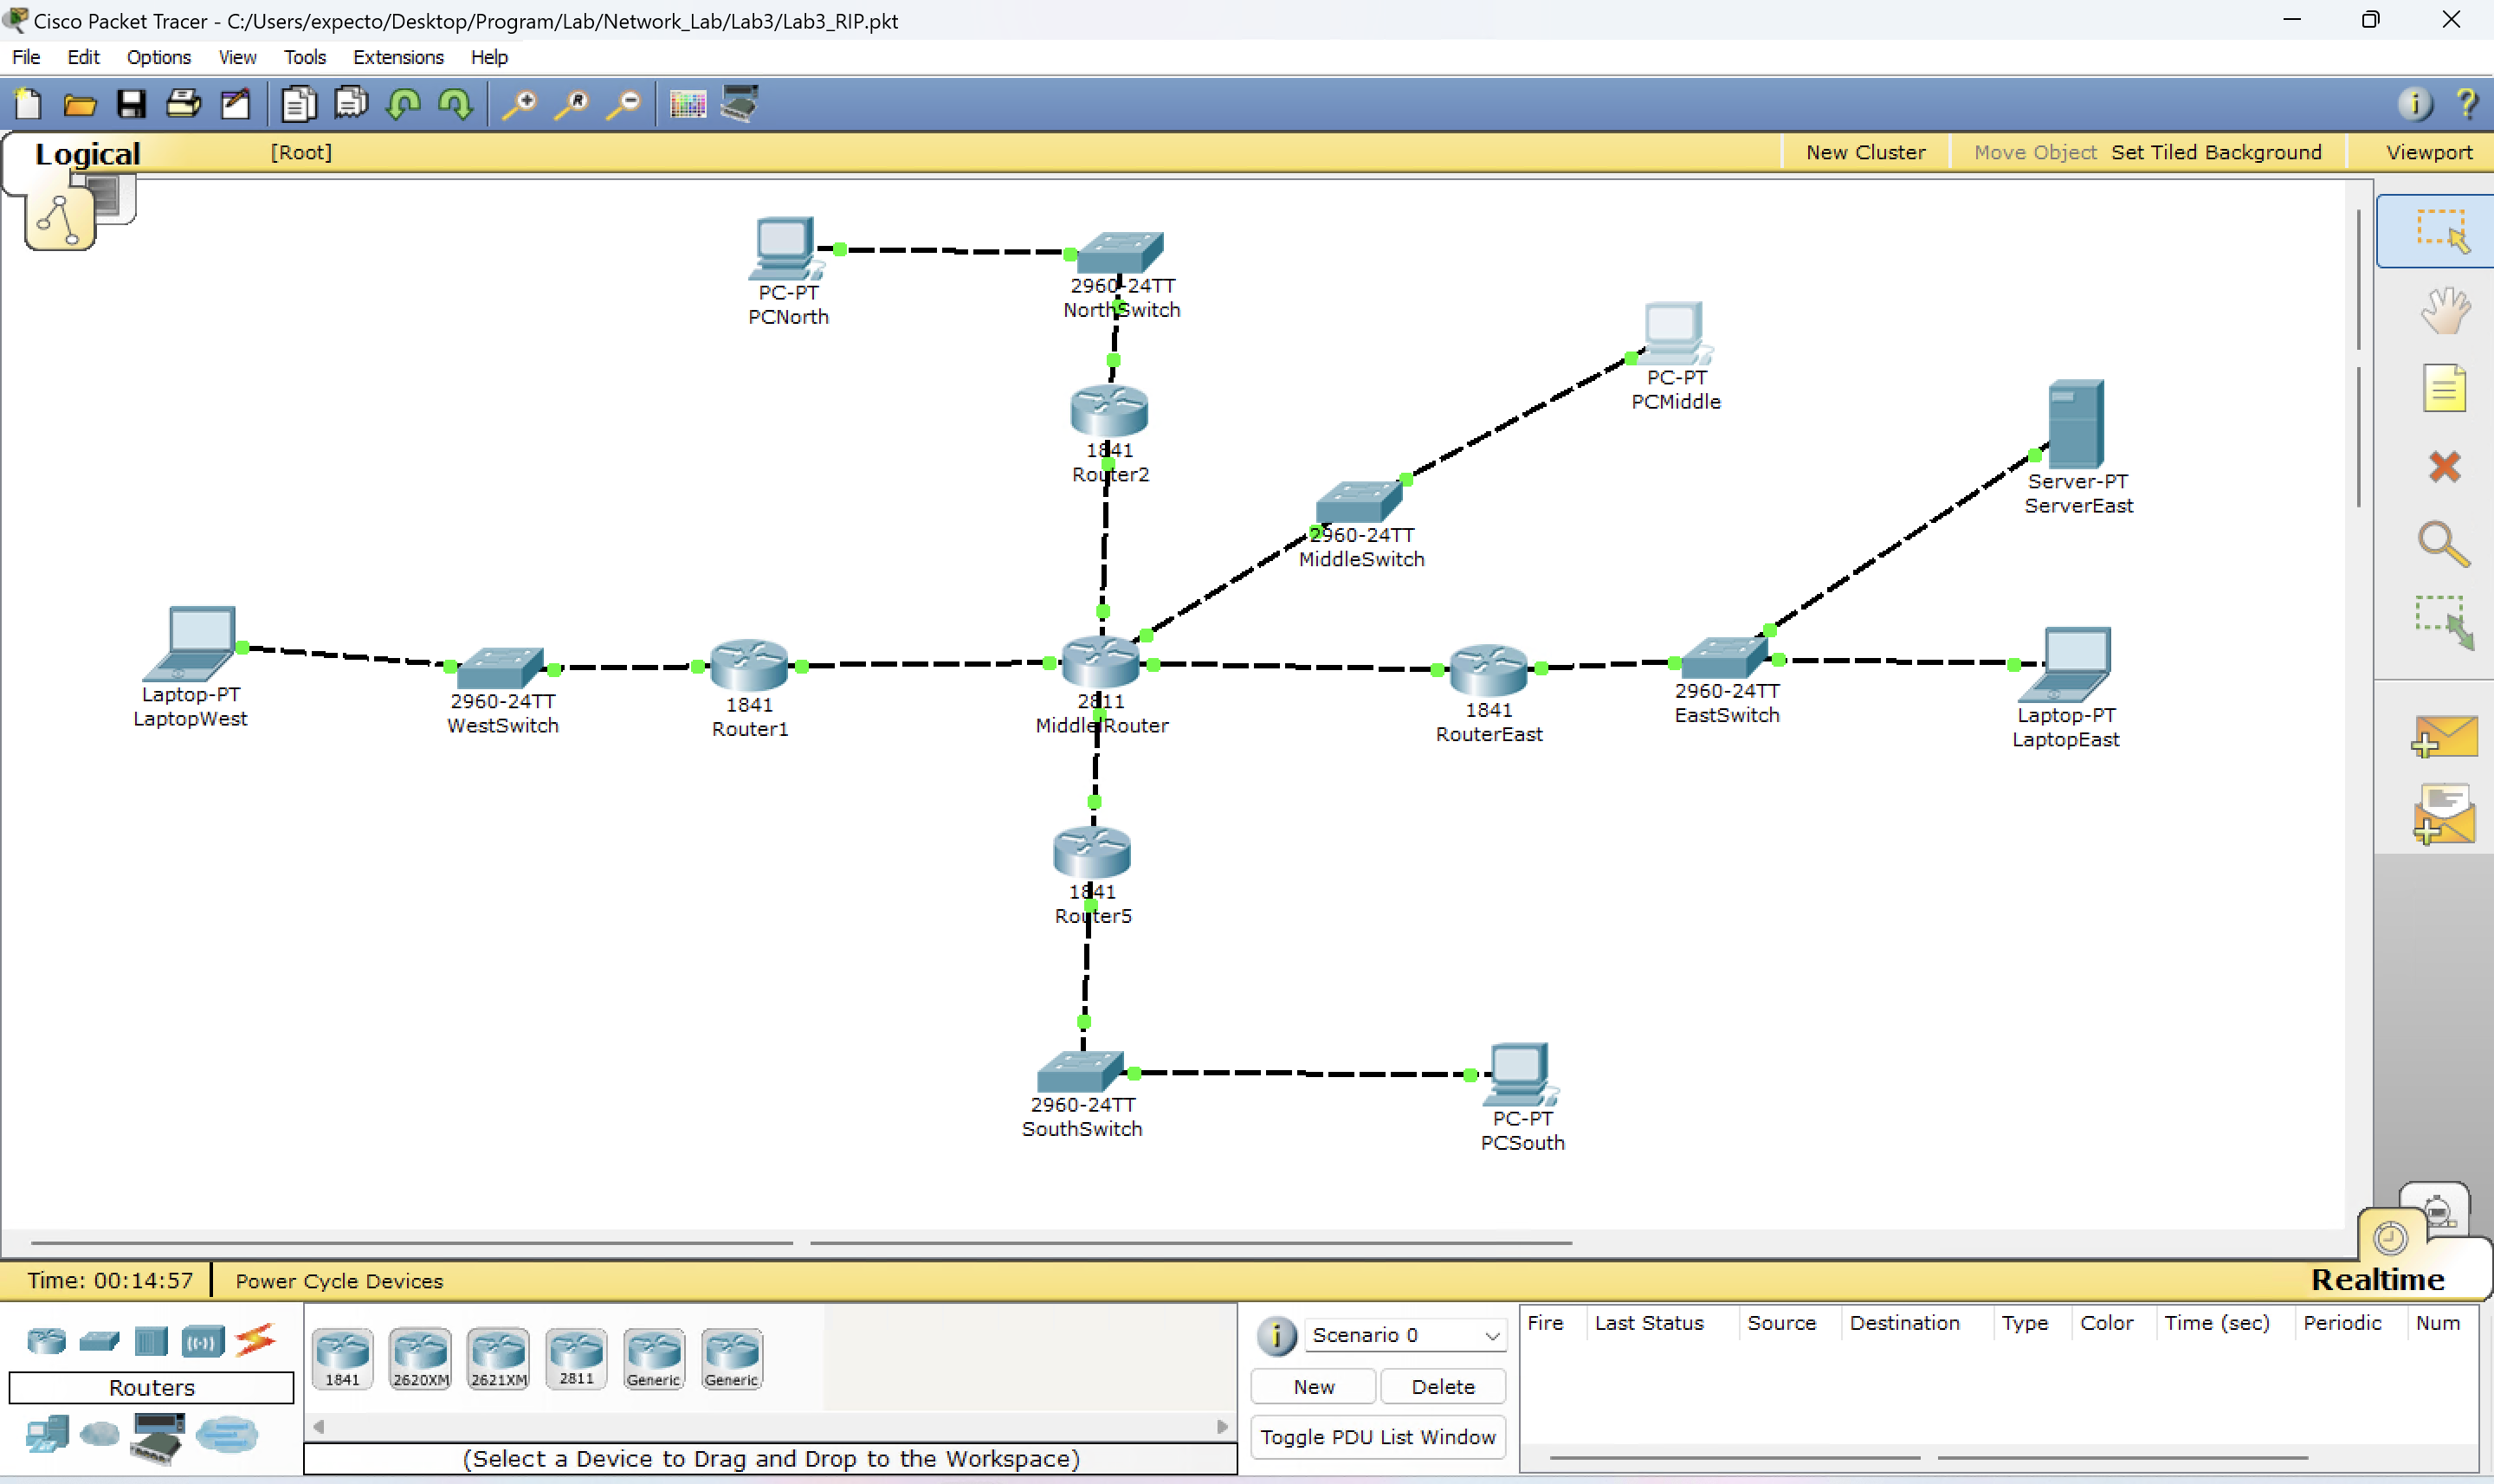 Cisco Packet Tracer - C:/Users/expecto/Desktop/Program/Lab/Network_Lab/Lab3/Lab3_RIP.pkt
File Edit Options View Tools Extensions Help
Logical [Root] New Cluster Move Object Set Tiled Background Viewport
PC-PT
PCNorth
2960-24TT
NorthSwitch
PC-PT
PCMiddle
1841
Router2
Server-PT
ServerEast
2960-24TT
MiddleSwitch
Laptop-PT
LaptopWest
2960-24TT
WestSwitch
1841
Router1
2811
MiddlelRouter
1841
RouterEast
2960-24TT
EastSwitch
Laptop-PT
LaptopEast
1841
Router5
2960-24TT
SouthSwitch
PC-PT
PCSouth
Time: 00:14:57 Power Cycle Devices Realtime
Routers
1841 2620XM 2621XM 2811 Generic Generic
(Select a Device to Drag and Drop to the Workspace)
Scenario 0
New Delete
Toggle PDU List Window
Fire Last Status Source Destination Type Color Time (sec) Periodic Num